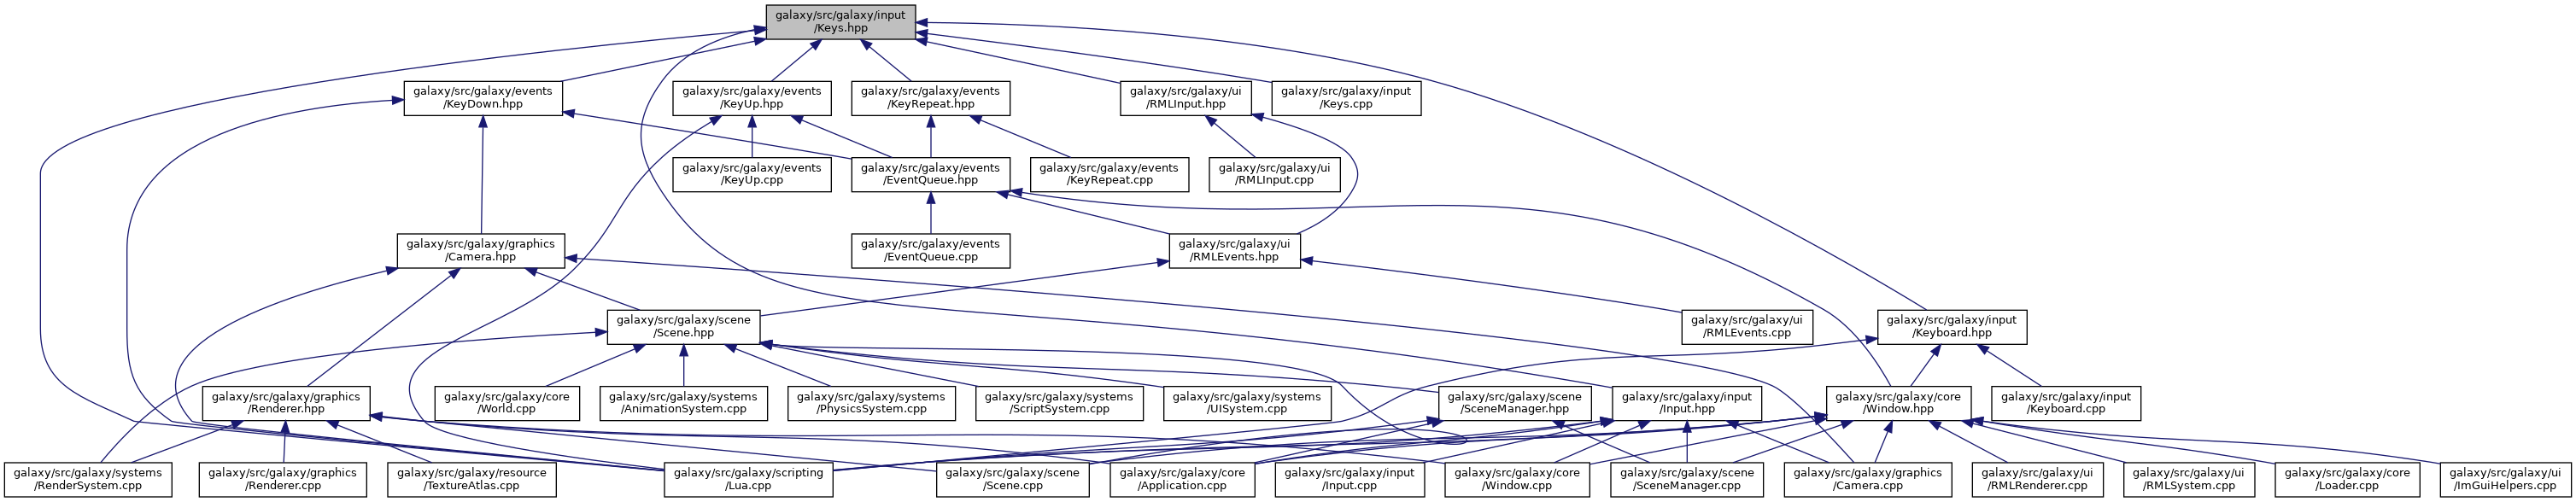 galaxy/src/galaxy/input
/Keys.hpp
galaxy/src/galaxy/events
/KeyDown.hpp
galaxy/src/galaxy/events
/KeyUp.hpp
galaxy/src/galaxy/events
/KeyRepeat.hpp
galaxy/src/galaxy/ui
/RMLInput.hpp
galaxy/src/galaxy/input
/Keys.cpp
galaxy/src/galaxy/events
/KeyUp.cpp
galaxy/src/galaxy/events
/EventQueue.hpp
galaxy/src/galaxy/events
/KeyRepeat.cpp
galaxy/src/galaxy/ui
/RMLInput.cpp
galaxy/src/galaxy/graphics
/Camera.hpp
galaxy/src/galaxy/events
/EventQueue.cpp
galaxy/src/galaxy/ui
/RMLEvents.hpp
galaxy/src/galaxy/scene
/Scene.hpp
galaxy/src/galaxy/ui
/RMLEvents.cpp
galaxy/src/galaxy/input
/Keyboard.hpp
galaxy/src/galaxy/graphics
/Renderer.hpp
galaxy/src/galaxy/core
/World.cpp
galaxy/src/galaxy/systems
/AnimationSystem.cpp
galaxy/src/galaxy/systems
/PhysicsSystem.cpp
galaxy/src/galaxy/systems
/ScriptSystem.cpp
galaxy/src/galaxy/systems
/UISystem.cpp
galaxy/src/galaxy/scene
/SceneManager.hpp
galaxy/src/galaxy/input
/Input.hpp
galaxy/src/galaxy/core
/Window.hpp
galaxy/src/galaxy/input
/Keyboard.cpp
galaxy/src/galaxy/systems
/RenderSystem.cpp
galaxy/src/galaxy/graphics
/Renderer.cpp
galaxy/src/galaxy/resource
/TextureAtlas.cpp
galaxy/src/galaxy/scripting
/Lua.cpp
galaxy/src/galaxy/scene
/Scene.cpp
galaxy/src/galaxy/core
/Application.cpp
galaxy/src/galaxy/input
/Input.cpp
galaxy/src/galaxy/core
/Window.cpp
galaxy/src/galaxy/scene
/SceneManager.cpp
galaxy/src/galaxy/graphics
/Camera.cpp
galaxy/src/galaxy/ui
/RMLRenderer.cpp
galaxy/src/galaxy/ui
/RMLSystem.cpp
galaxy/src/galaxy/core
/Loader.cpp
galaxy/src/galaxy/ui
/ImGuiHelpers.cpp